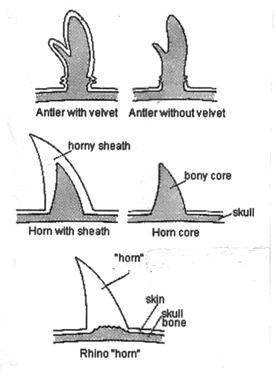 Antler with velvet
Antler without velvet
horny sheath
bony core
skull
Horn with sheath
Horn core
"horn"
skin
skull
bone
Rhino "horn"